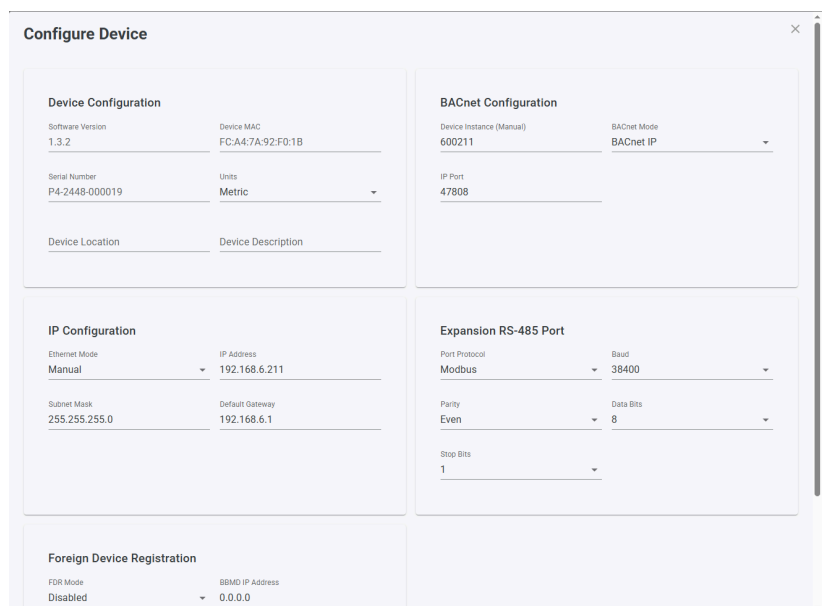 Configure Device
Device Configuration
Software Version
Device MAC
1.3.2
FC:A4:7A:92:F0:1B
Serial Number
Units
P4-2448-000019
Metric
Device Location
Device Description
BACnet Configuration
Device Instance (Manual)
BACnet Mode
600211
BACnet IP
IP Port
47808
IP Configuration
Ethernet Mode
IP Address
Manual
192.168.6.211
Subnet Mask
Default Gateway
255.255.255.0
192.168.6.1
Expansion RS-485 Port
Port Protocol
Baud
Modbus
38400
Parity
Data Bits
Even
8
Stop Bits
1
Foreign Device Registration
FDR Mode
BBMD IP Address
Disabled
0.0.0.0